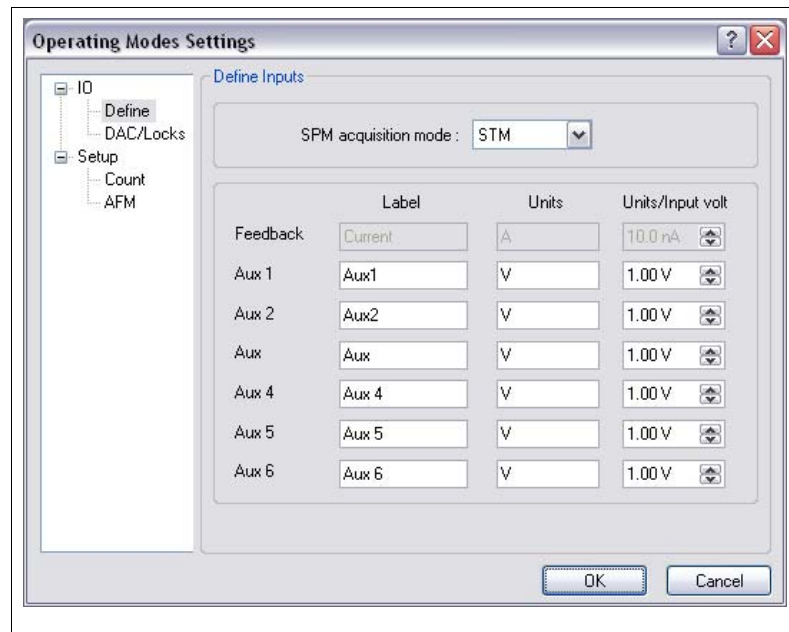 Operating Modes Settings
?
IO
Define
DAC/Locks
Setup
Count
AFM
Define Inputs
SPM acquisition mode : STM
Label Units Units/Input volt
Feedback Current A 10.0 nA
Aux 1 Aux1 V 1.00 V
Aux 2 Aux2 V 1.00 V
Aux Aux V 1.00 V
Aux 4 Aux 4 V 1.00 V
Aux 5 Aux 5 V 1.00 V
Aux 6 Aux 6 V 1.00 V
OK Cancel